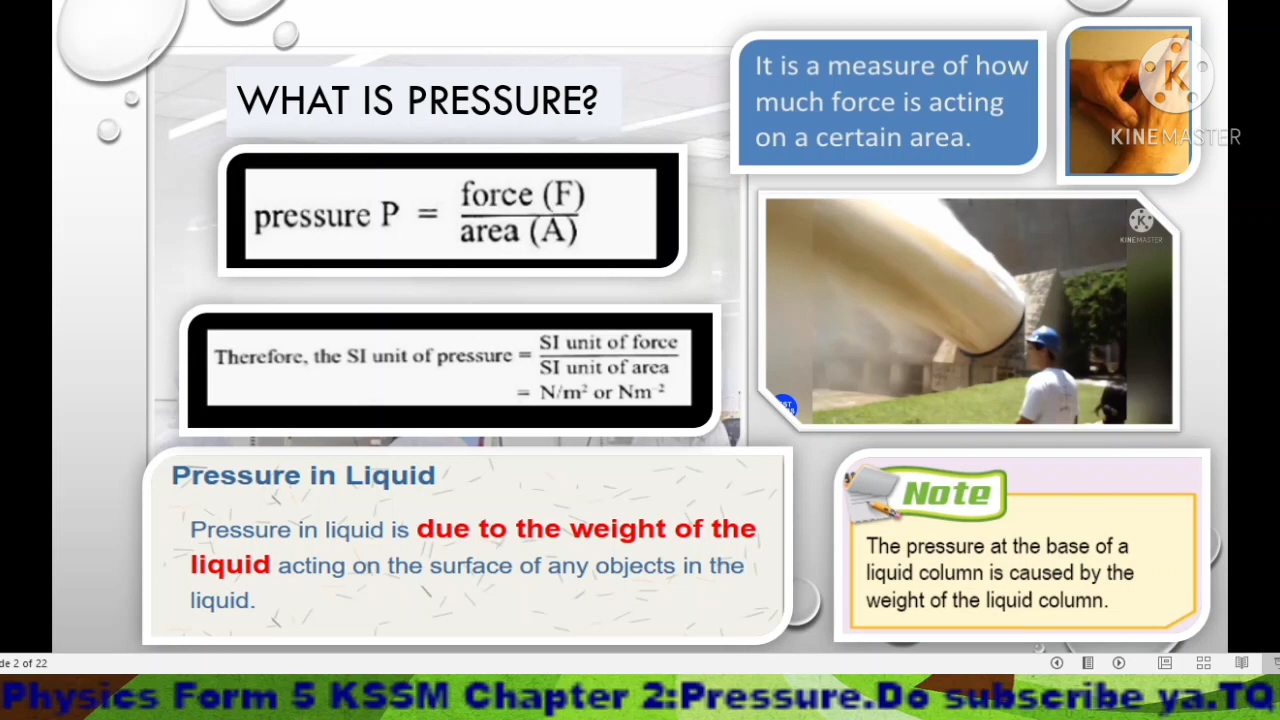 WHAT IS PRESSURE?
It is a measure of how
much force is acting
on a certain area.
KINEMASTER
pressure P = force (F)
area (A)
KINEMASTER
Therefore, the SI unit of pressure = SI unit of force
SI unit of area
= N/m² or Nm⁻²
Pressure in Liquid
Pressure in liquid is due to the weight of the
liquid acting on the surface of any objects in the
liquid.
Note
The pressure at the base of a
liquid column is caused by the
weight of the liquid column.
de 2 of 22
Physics Form 5 KSSM Chapter 2:Pressure.Do subscribe ya.TQ